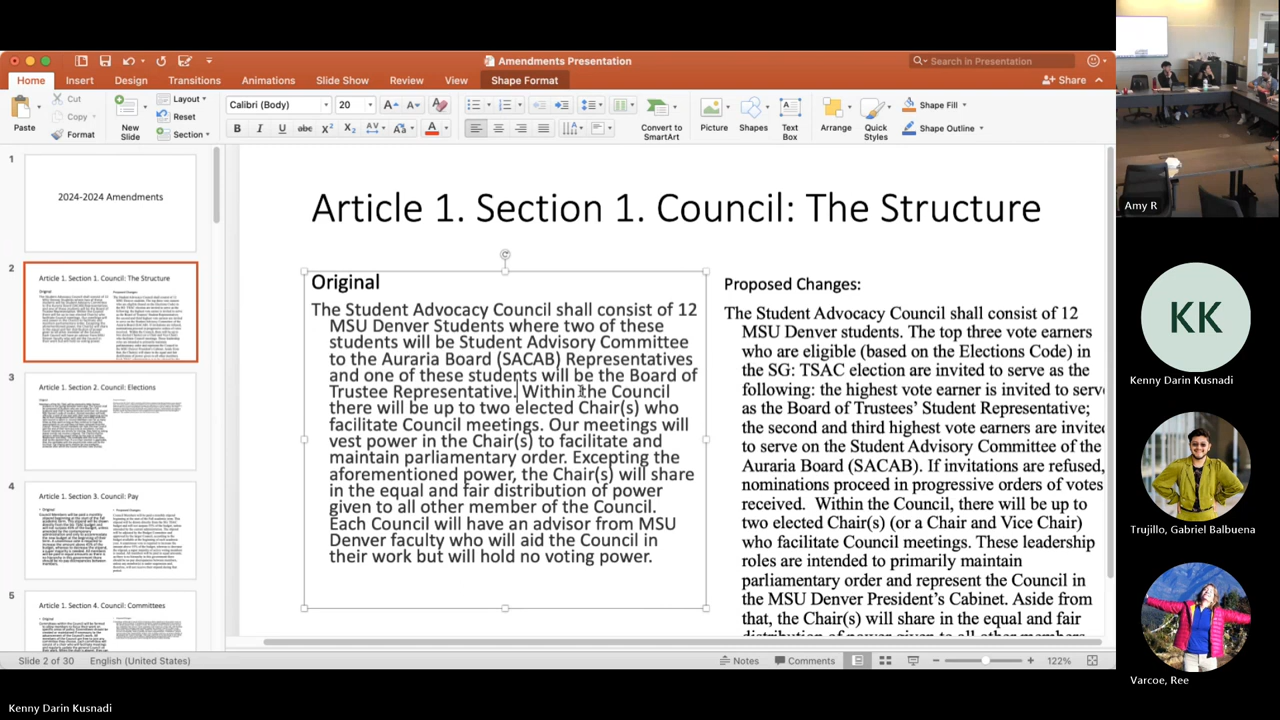 Amendments Presentation
Search in Presentation
Home
Insert
Design
Transitions
Animations
Slide Show
Review
View
Shape Format
Share
Paste
Cut
Copy
Format
New
Slide
Layout
Reset
Section
Calibri (Body)
20
Convert to
SmartArt
Picture
Shapes
Text
Box
Arrange
Quick
Styles
Shape Fill
Shape Outline
1
2024-2024 Amendments
2
Article 1. Section 1. Council: The Structure
3
Article 1. Section 2. Council: Elections
4
Article 1. Section 3. Council: Pay
5
Article 1. Section 4. Council: Committees
Article 1. Section 1. Council: The Structure
Original
The Student Advocacy Council shall consist of 12
MSU Denver Students where two of these
students will be Student Advisory Committee
to the Auraria Board (SACAB) Representatives
and one of these students will be the Board of
Trustee Representative. Within the Council
there will be up to two elected Chair(s) who
facilitate Council meetings. Our meetings will
vest power in the Chair(s) to facilitate and
maintain parliamentary order. Excepting the
aforementioned power, the Chair(s) will share
in the equal and fair distribution of power
given to all other member of the Council.
Each Council will have an advisor from MSU
Denver faculty who will aid the Council in
their work but will hold no voting power.
Proposed Changes:
The Student Advocacy Council shall consist of 12
MSU Denver students. The top three vote earners
who are eligible (based on the Elections Code) in
the SG: TSAC election are invited to serve as the
following: the highest vote earner is invited to serve
as the Board of Trustees' Student Representative;
the second and third highest vote earners are invited
to serve on the Student Advisory Committee of the
Auraria Board (SACAB). If invitations are refused,
nominations proceed in progressive orders of votes
received. Within the Council, there will be up to
two elected chair(s) (or a Chair and Vice Chair)
who facilitate Council meetings. These leadership
roles are intended to primarily maintain
parliamentary order and represent the Council in
the MSU Denver President's Cabinet. Aside from
that, the Chair(s) will share in the equal and fair
distribution of power given to all other members
Slide 2 of 30
English (United States)
Notes
Comments
122%
Amy R
KK
Kenny Darin Kusnadi
Trujillo, Gabriel Balbuena
Varcoe, Ree
Kenny Darin Kusnadi